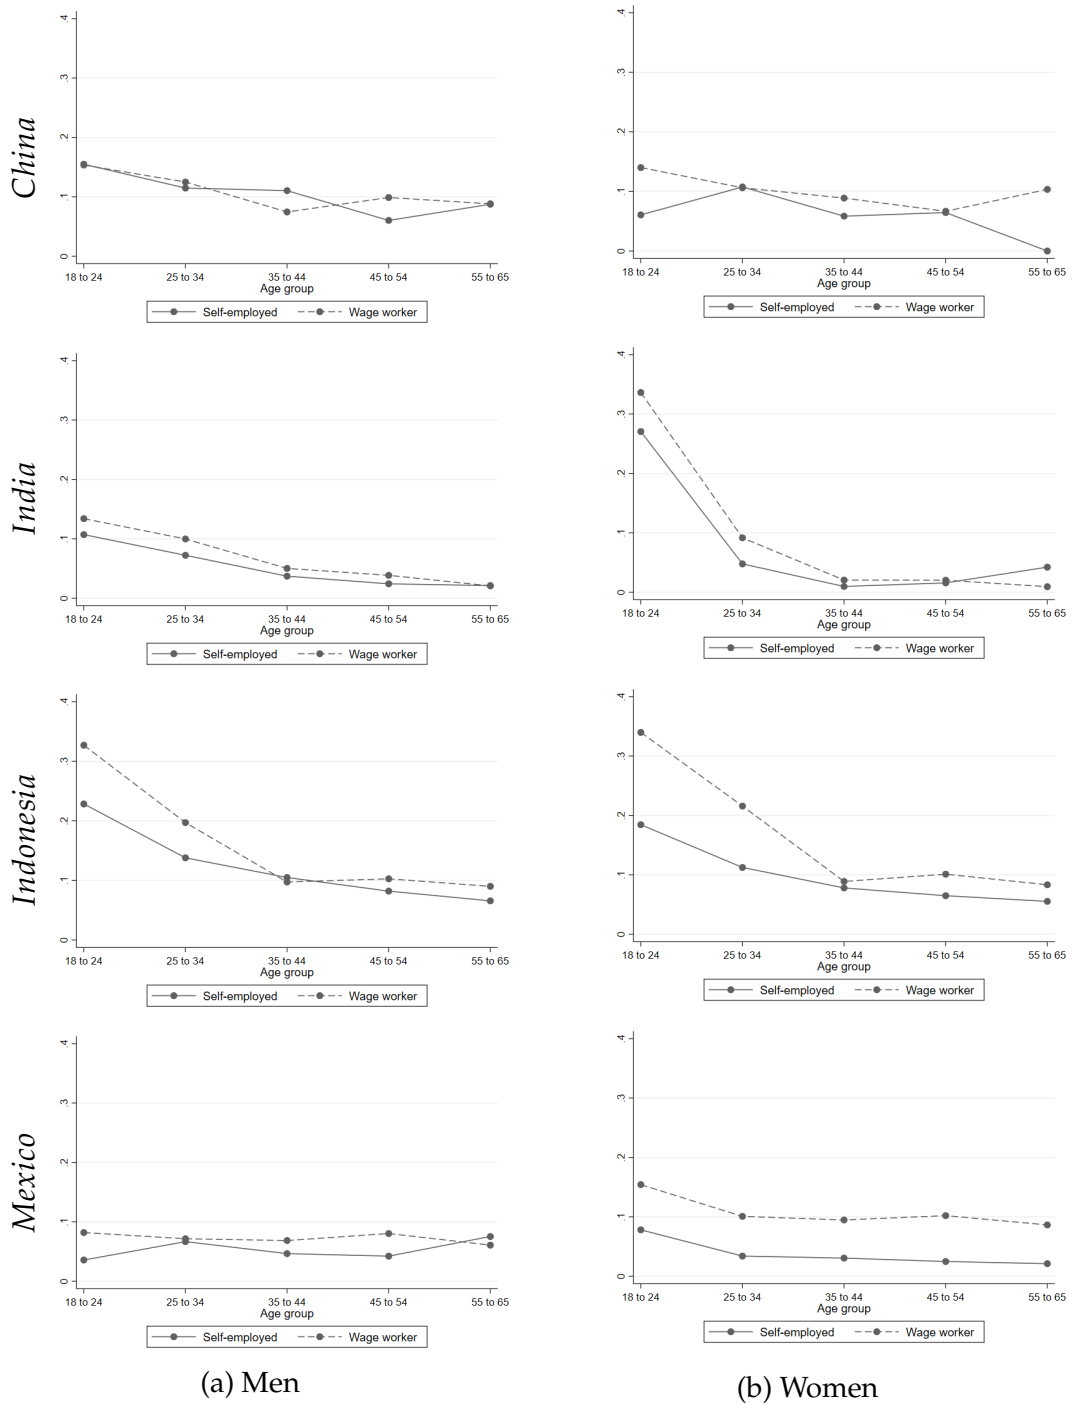 China
.4
.3
.2
.1
0
18 to 24 25 to 34 35 to 44 45 to 54 55 to 65
Age group
Self-employed Wage worker
.4
.3
.2
.1
0
18 to 24 25 to 34 35 to 44 45 to 54 55 to 65
Age group
Self-employed Wage worker
India
.4
.3
.2
.1
0
18 to 24 25 to 34 35 to 44 45 to 54 55 to 65
Age group
Self-employed Wage worker
.4
.3
.2
.1
0
18 to 24 25 to 34 35 to 44 45 to 54 55 to 65
Age group
Self-employed Wage worker
Indonesia
.4
.3
.2
.1
0
18 to 24 25 to 34 35 to 44 45 to 54 55 to 65
Age group
Self-employed Wage worker
.4
.3
.2
.1
0
18 to 24 25 to 34 35 to 44 45 to 54 55 to 65
Age group
Self-employed Wage worker
Mexico
.4
.3
.2
.1
0
18 to 24 25 to 34 35 to 44 45 to 54 55 to 65
Age group
Self-employed Wage worker
.4
.3
.2
.1
0
18 to 24 25 to 34 35 to 44 45 to 54 55 to 65
Age group
Self-employed Wage worker
(a) Men
(b) Women